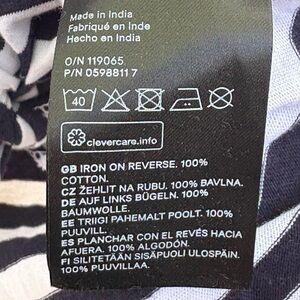 Made in India
Fabriqué en Inde
Hecho en India
O/N 119065
P/N 0598811 7
40
clevercare.info
GB IRON ON REVERSE. 100%
COTTON.
CZ ŽEHLIT NA RUBU. 100% BAVLNA.
DE AUF LINKS BÜGELN. 100%
BAUMWOLLE.
EE TRIIGI PAHEMALT POOLT. 100%
PUUVILL.
ES PLANCHAR CON EL REVÉS HACIA
AFUERA. 100% ALGODÓN.
FI SILITETÄÄN SISÄPUOLI ULOSPÄIN.
100% PUUVILLAA.